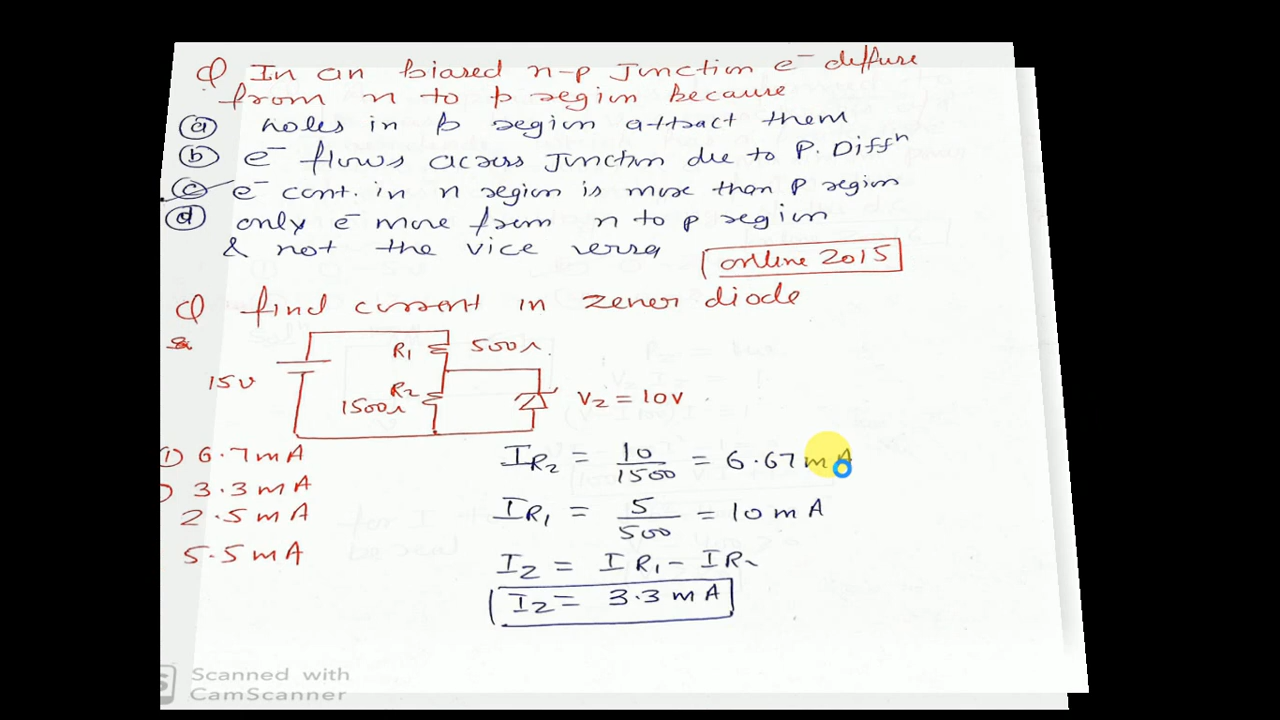 Q In an biased n-p Junction e⁻ diffuse
from n to p region because
(a) holes in p region attract them
(b) e⁻ flows across Junction due to P. Diffⁿ
(c) e⁻ cont. in n region is more than p region
(d) only e⁻ more from n to p region
& not the vice versa
online 2015
Q find current in zener diode
R1 500Ω
15V
R2
1500Ω
Vz = 10V
1) 6.7mA
) 3.3mA
2.5mA
5.5mA
IR2 = 10/1500 = 6.67mA
IR1 = 5/500 = 10mA
Iz = IR1 - IR2
Iz = 3.3mA
Scanned with
CamScanner